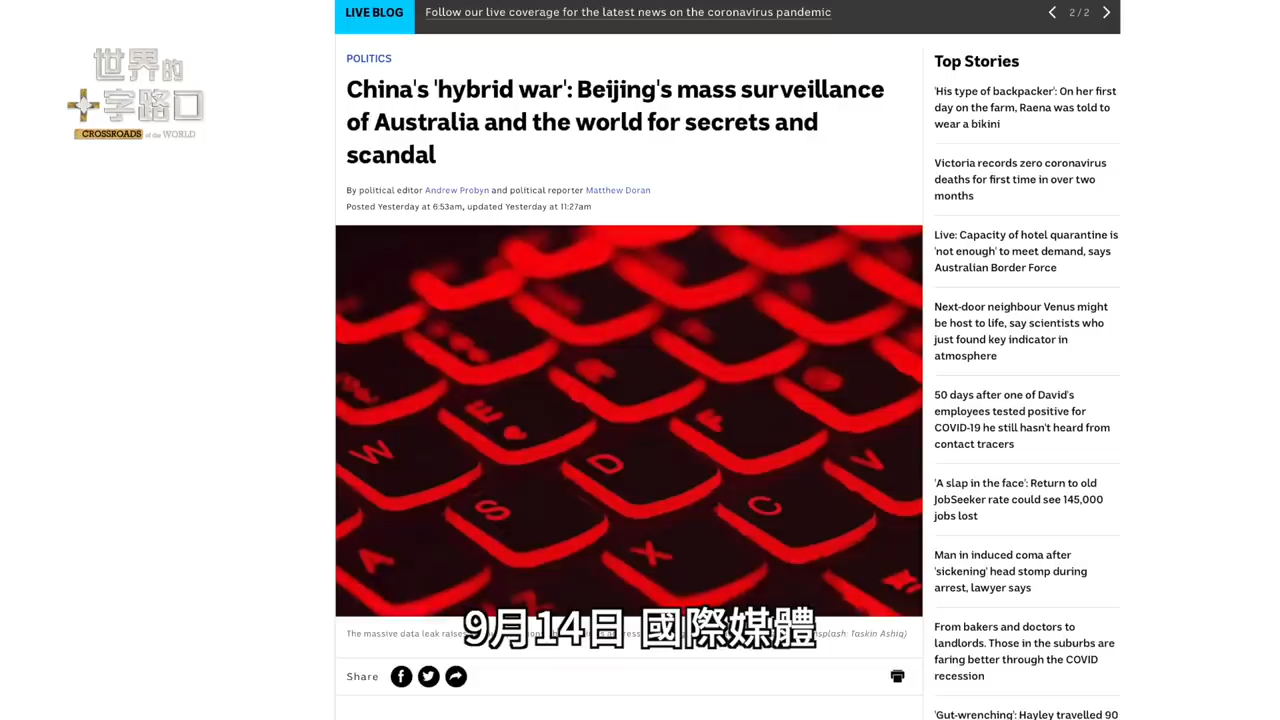 世界的
十字路口
CROSSROADS of the WORLD
LIVE BLOG
Follow our live coverage for the latest news on the coronavirus pandemic
2 / 2
POLITICS
China's 'hybrid war': Beijing's mass surveillance
of Australia and the world for secrets and
scandal
By political editor Andrew Probyn and political reporter Matthew Doran
Posted Yesterday at 6:53am, updated Yesterday at 11:27am
W
E
R
D
F
V
S
C
A
X
Z
The massive data leak raises
Taskin Ashiq)
9月14日 國際媒體
Share
Top Stories
'His type of backpacker': On her first
day on the farm, Raena was told to
wear a bikini
Victoria records zero coronavirus
deaths for first time in over two
months
Live: Capacity of hotel quarantine is
'not enough' to meet demand, says
Australian Border Force
Next-door neighbour Venus might
be host to life, say scientists who
just found key indicator in
atmosphere
50 days after one of David's
employees tested positive for
COVID-19 he still hasn't heard from
contact tracers
'A slap in the face': Return to old
JobSeeker rate could see 145,000
jobs lost
Man in induced coma after
'sickening' head stomp during
arrest, lawyer says
From bakers and doctors to
landlords. Those in the suburbs are
faring better through the COVID
recession
'Gut-wrenching': Hayley travelled 90